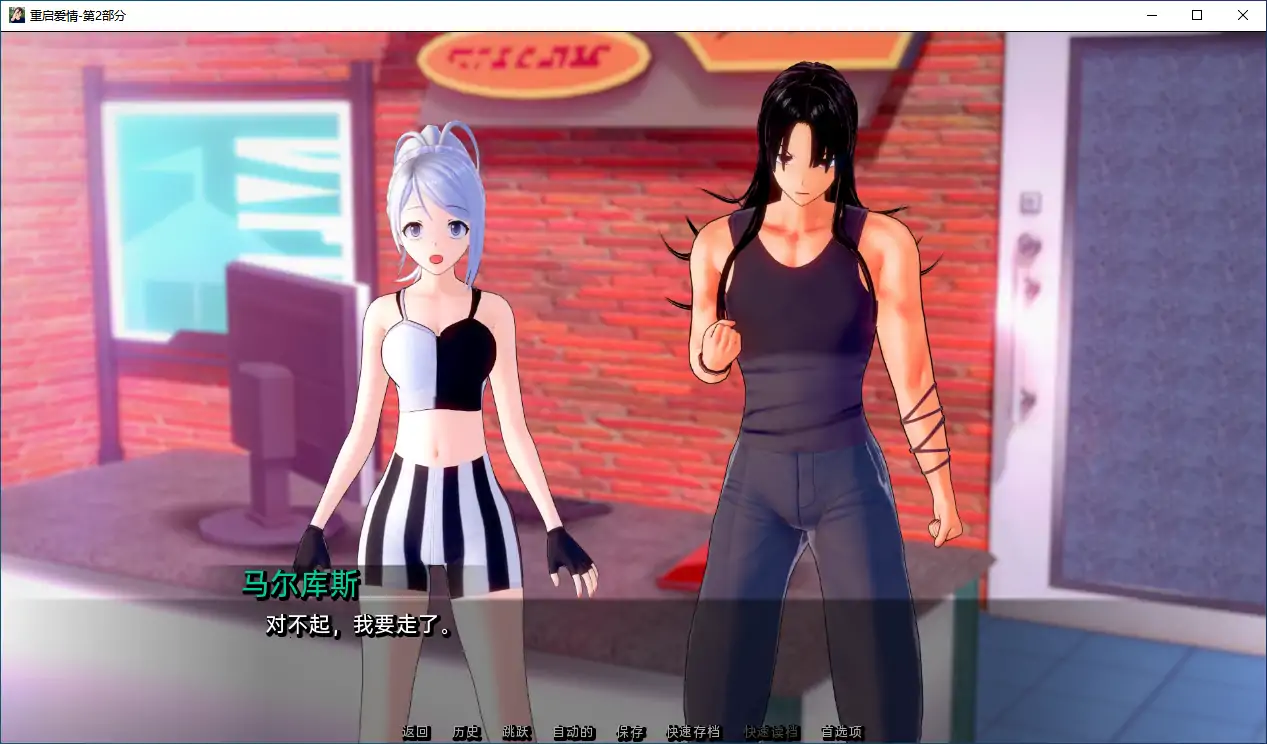 重启爱情-第2部分
马尔库斯
对不起，我要走了。
返回 历史 跳跃 自动的 保存 快速存档 快速读档 首选项